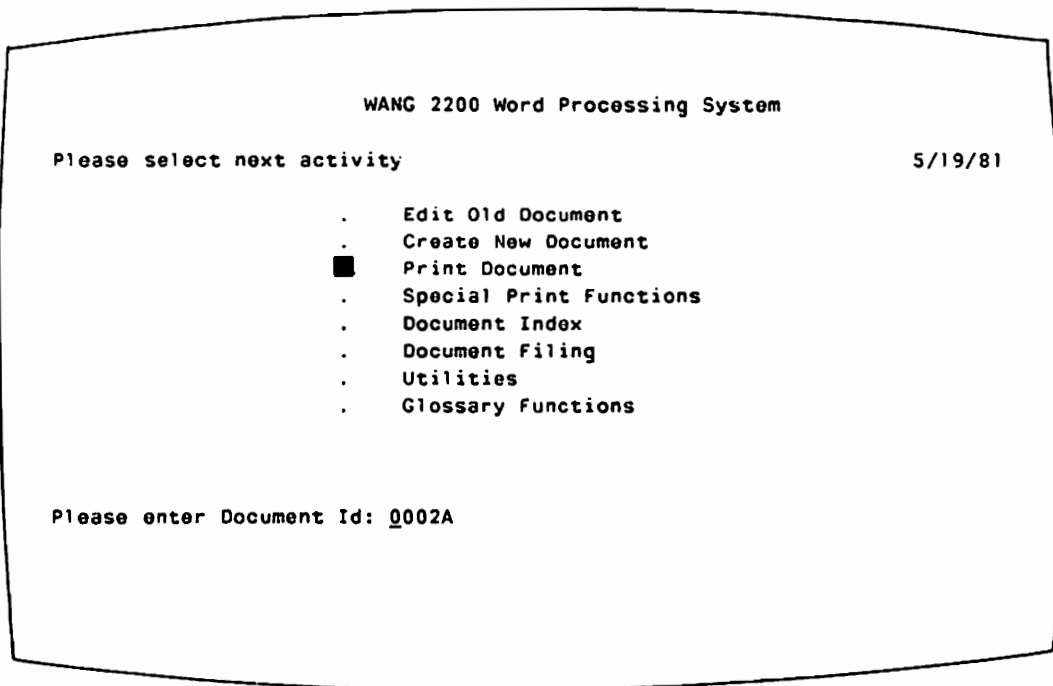 WANG 2200 Word Processing System
Please select next activity 5/19/81
. Edit Old Document
. Create New Document
■ Print Document
. Special Print Functions
. Document Index
. Document Filing
. Utilities
. Glossary Functions
Please enter Document Id: 0002A